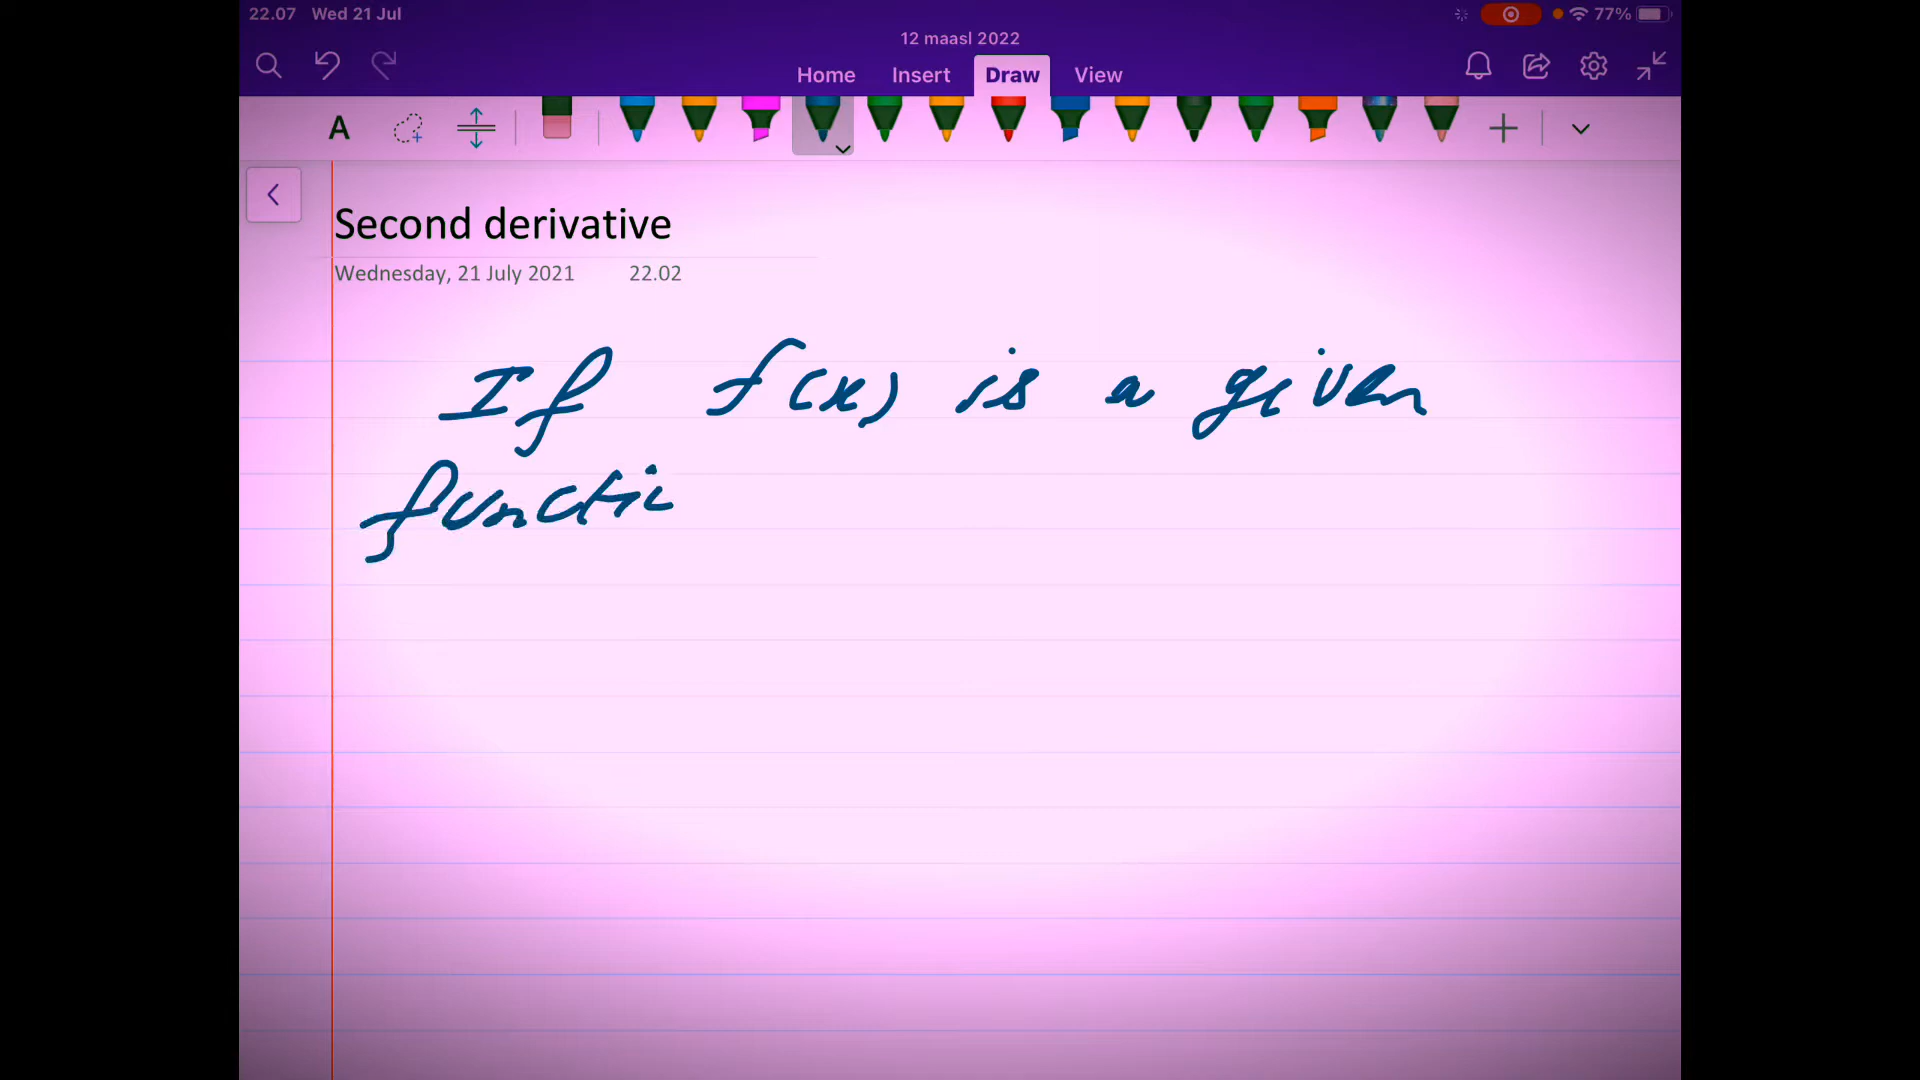 22.07 Wed 21 Jul
77%
12 maasl 2022
Home Insert Draw View
A
Second derivative
Wednesday, 21 July 2021 22.02
If f(x) is a given
functi